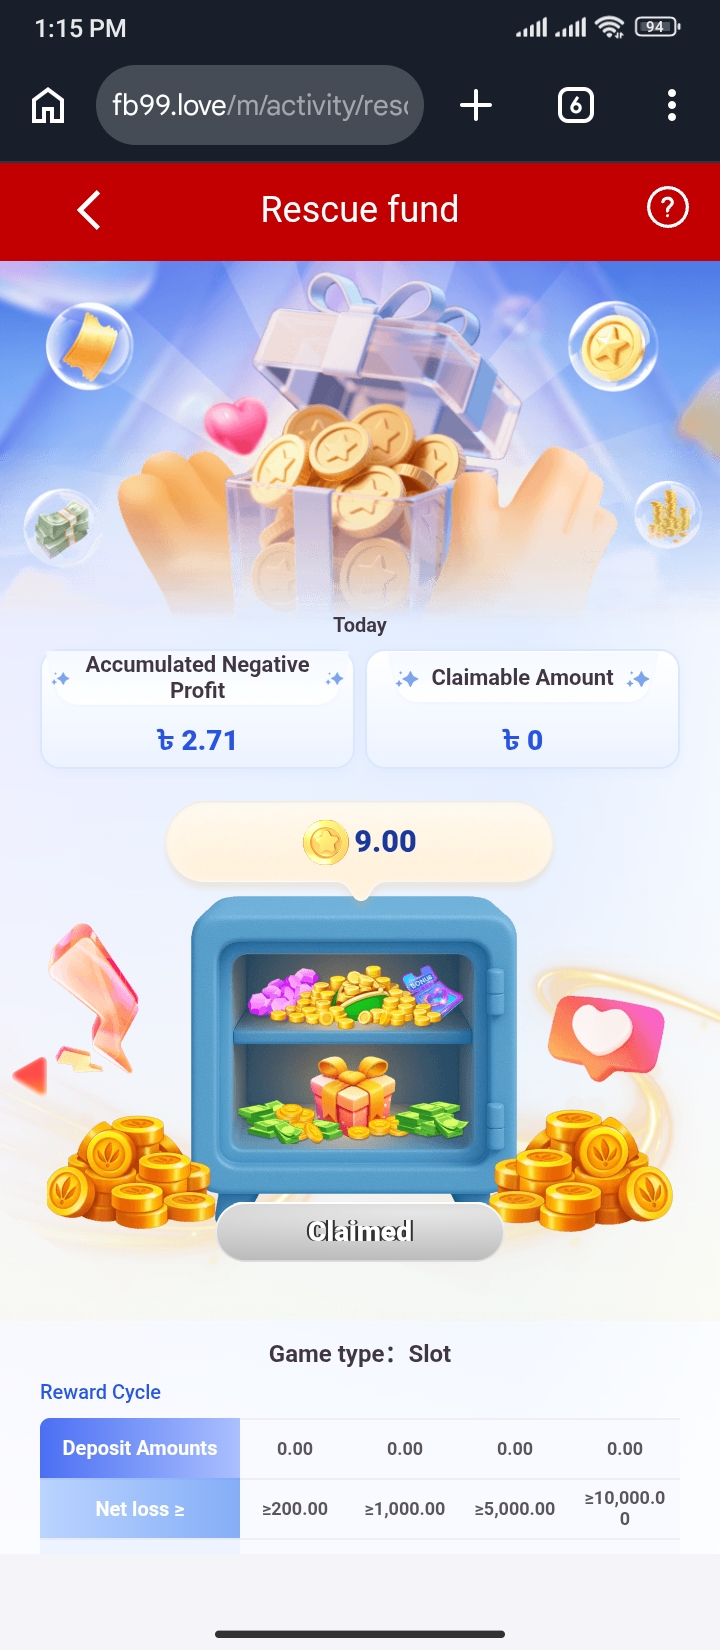 1:15 PM
94
fb99.love/m/activity/resc
6
Rescue fund
?
Today
Accumulated Negative
Profit
Claimable Amount
৳ 2.71
৳ 0
9.00
BONUS
Claimed
Game type： Slot
Reward Cycle
Deposit Amounts 0.00 0.00 0.00 0.00
Net loss ≥ ≥200.00 ≥1,000.00 ≥5,000.00 ≥10,000.0
0